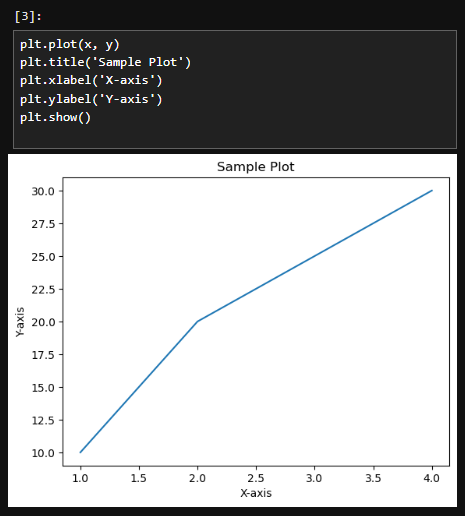 [3]:
plt.plot(x, y)
plt.title('Sample Plot')
plt.xlabel('X-axis')
plt.ylabel('Y-axis')
plt.show()
Sample Plot
30.0
27.5
25.0
22.5
20.0
17.5
15.0
12.5
10.0
Y-axis
1.0 1.5 2.0 2.5 3.0 3.5 4.0
X-axis